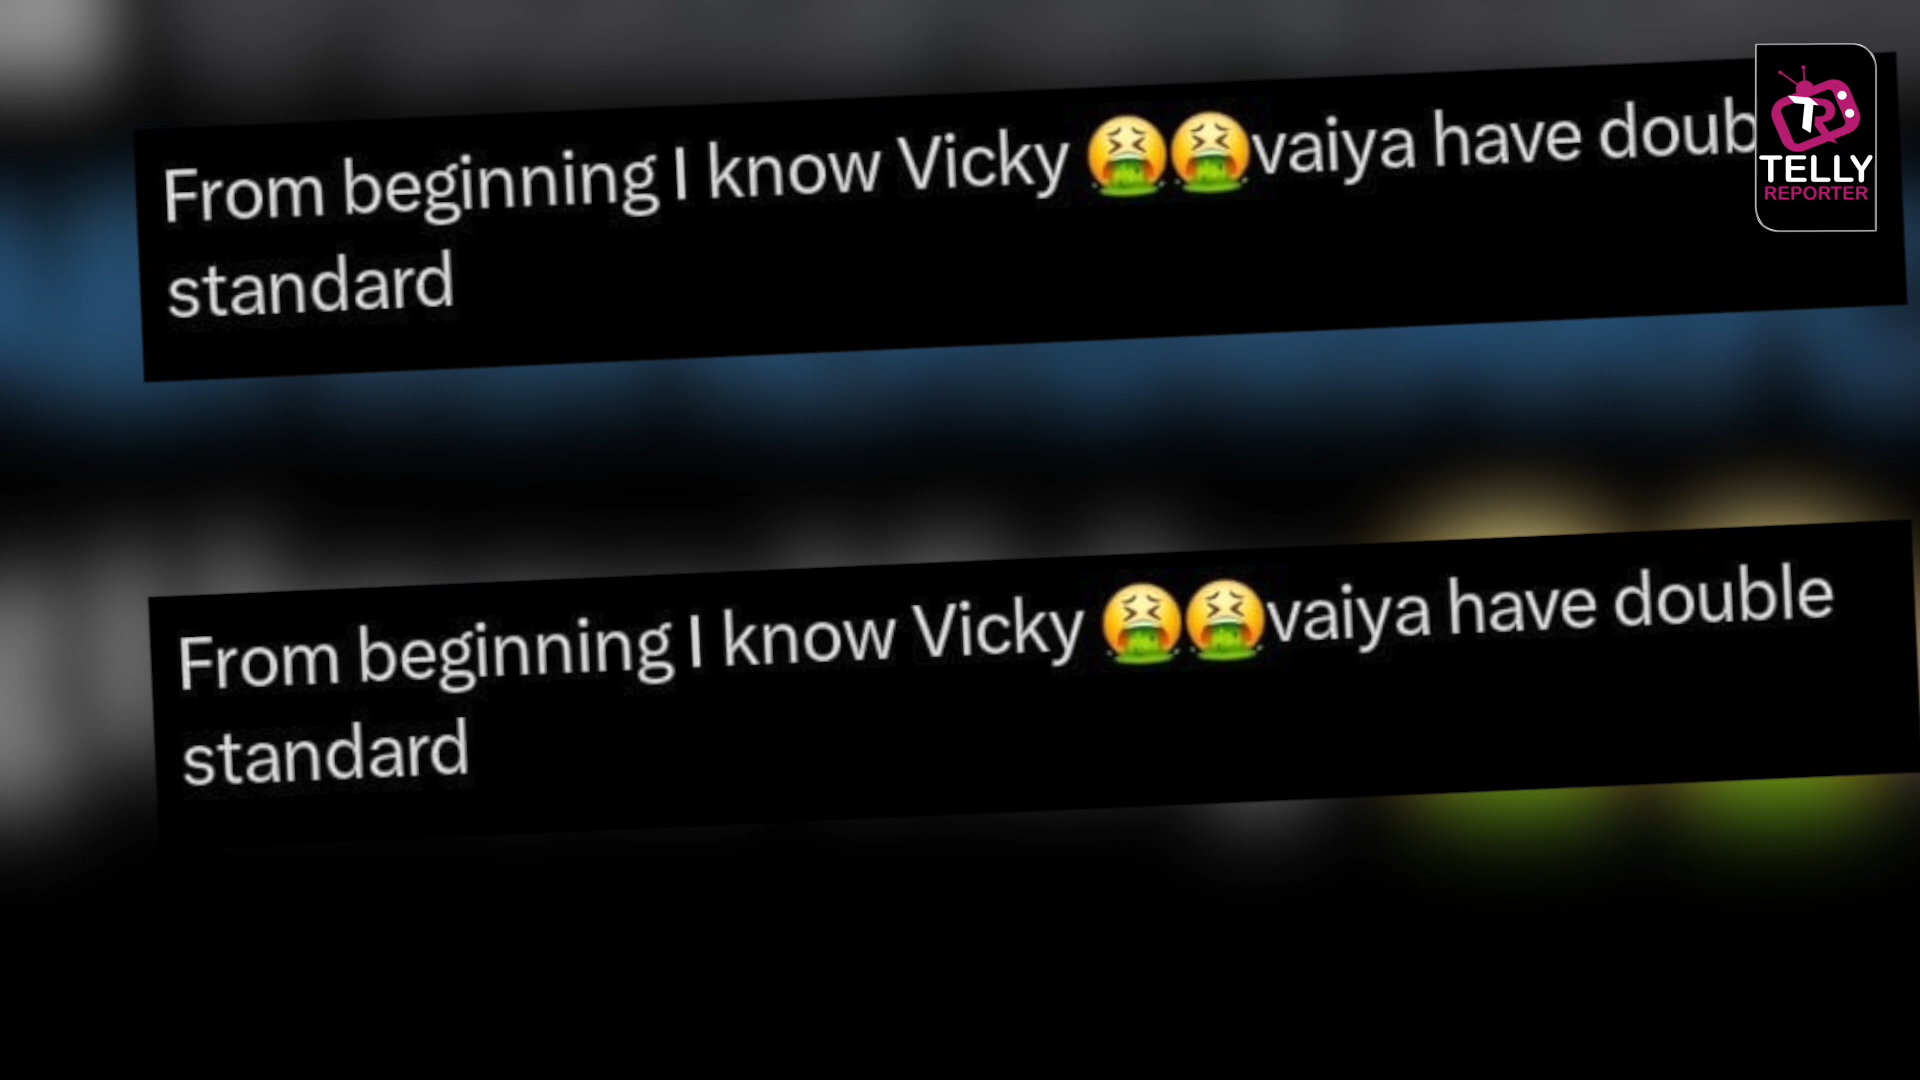 From beginning I know Vicky 🤮🤮vaiya have doub
standard
TELLY
REPORTER
From beginning I know Vicky 🤮🤮vaiya have double
standard